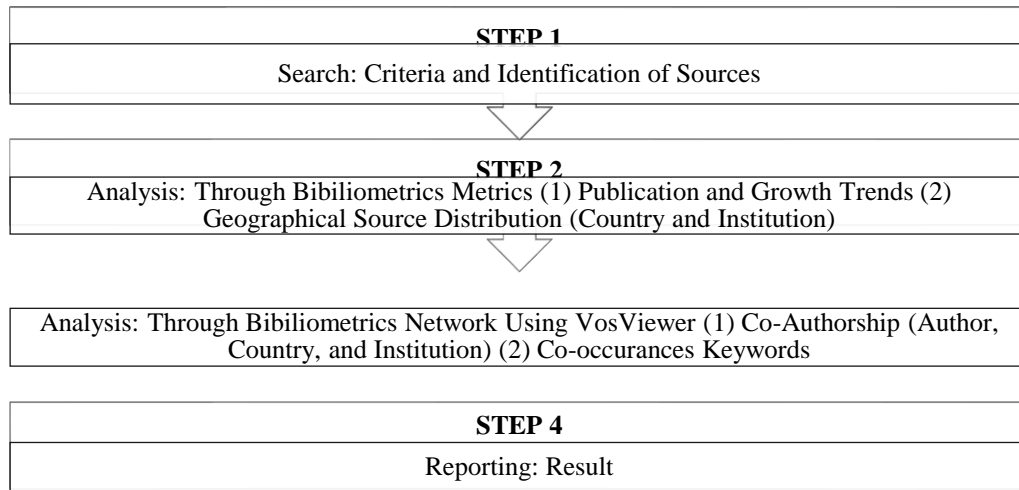 STEP 1
Search: Criteria and Identification of Sources
STEP 2
Analysis: Through Bibiliometrics Metrics (1) Publication and Growth Trends (2)
Geographical Source Distribution (Country and Institution)
Analysis: Through Bibiliometrics Network Using VosViewer (1) Co-Authorship (Author,
Country, and Institution) (2) Co-occurances Keywords
STEP 4
Reporting: Result